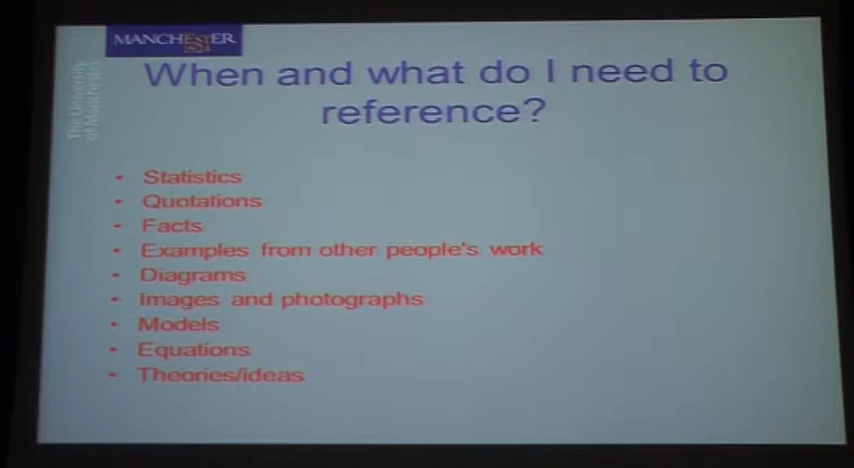 MANCHESTER
1824
The University
of Manchester
When and what do I need to
reference?
• Statistics
• Quotations
• Facts
• Examples from other people's work
• Diagrams
• Images and photographs
• Models
• Equations
• Theories/ideas